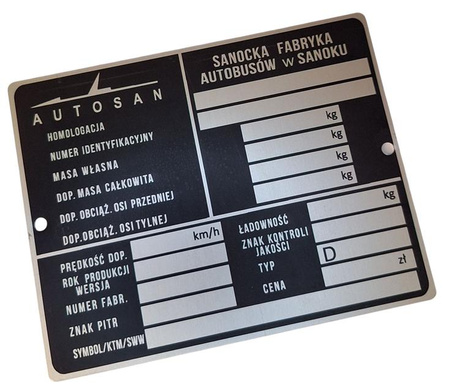 AUTOSAN
HOMOLOGACJA
NUMER IDENTYFIKACYJNY
MASA WŁASNA
DOP. MASA CAŁKOWITA
DOP. OBCIĄŻ. OSI PRZEDNIEJ
DOP. OBCIĄŻ. OSI TYLNEJ
SANOCKA FABRYKA
AUTOBUSÓW w SANOKU
kg
kg
kg
kg
PRĘDKOŚĆ DOP.
km/h
ROK PRODUKCJI
WERSJA
NUMER FABR.
ZNAK PITR
SYMBOL/KTM/SWW
ŁADOWNOŚĆ
kg
ZNAK KONTROLI
JAKOŚCI
TYP
D
CENA
zł